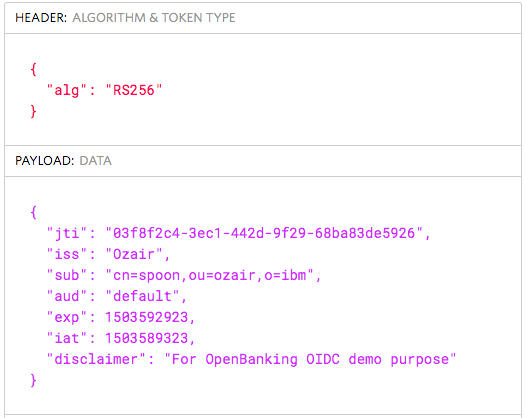 HEADER: ALGORITHM & TOKEN TYPE
{
"alg": "RS256"
}
PAYLOAD: DATA
{
"jti": "03f8f2c4-3ec1-442d-9f29-68ba83de5926",
"iss": "Ozair",
"sub": "cn=spoon,ou=ozair,o=ibm",
"aud": "default",
"exp": 1503592923,
"iat": 1503589323,
"disclaimer": "For OpenBanking OIDC demo purpose"
}